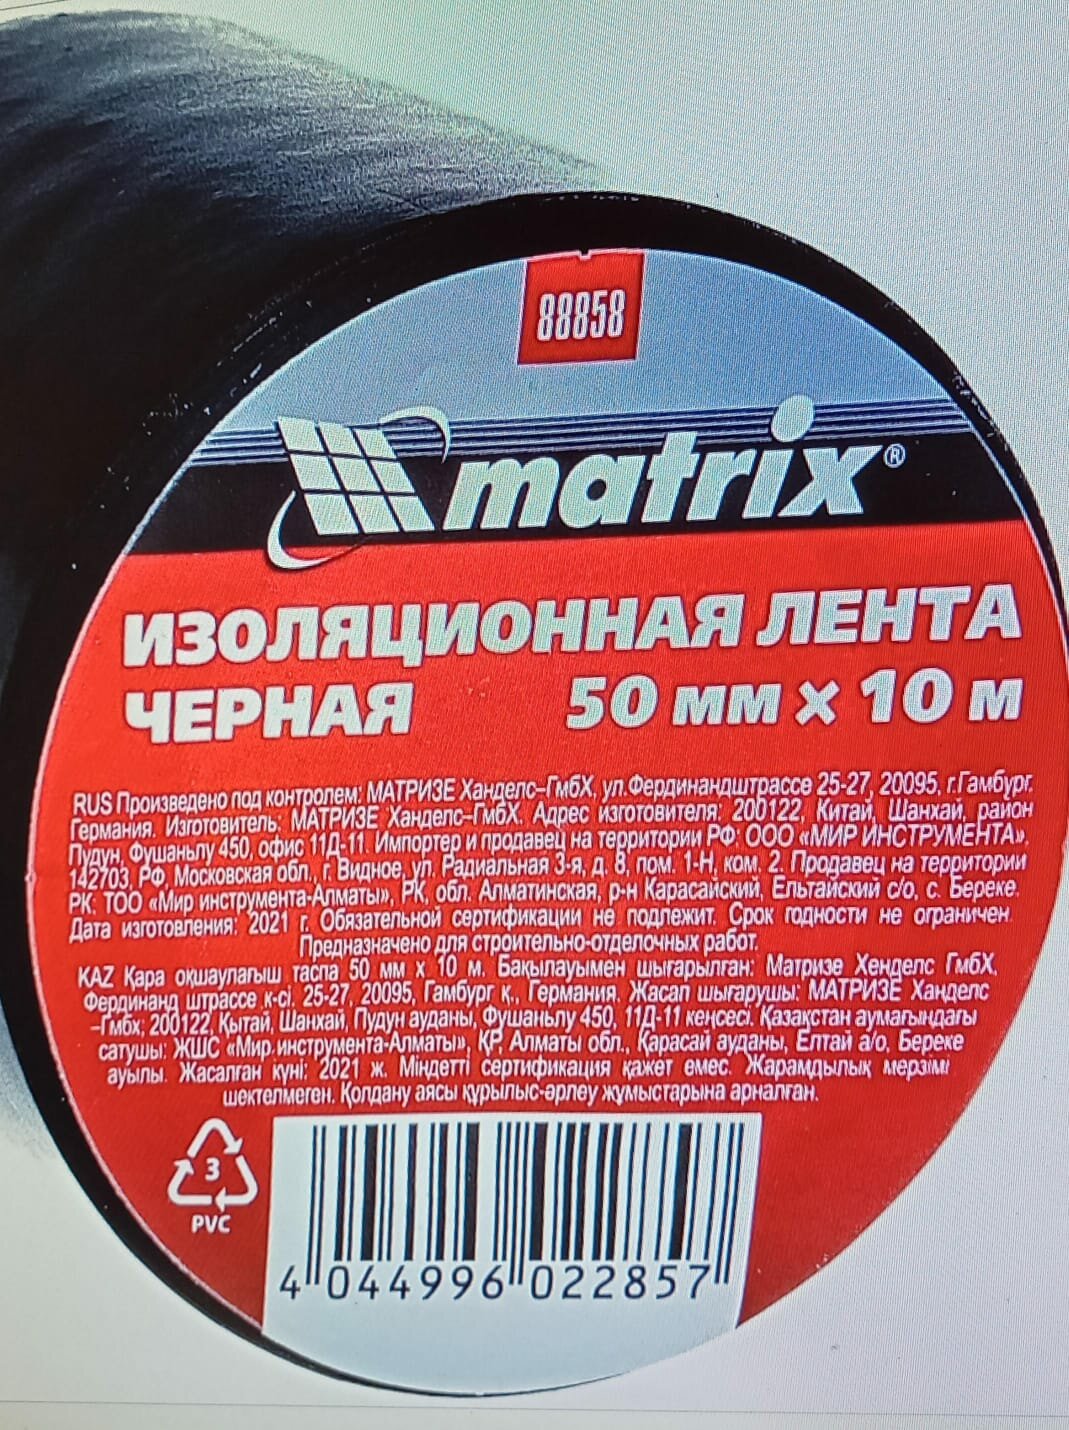 88858
matrix®
ИЗОЛЯЦИОННАЯ ЛЕНТА
ЧЕРНАЯ 50 мм х 10 м
RUS Произведено под контролем: МАТРИЗЕ Ханделс-ГмбХ, ул.Фердинандштрассе 25-27, 20095, г.Гамбург.
Германия. Изготовитель: МАТРИЗЕ Ханделс-ГмбХ. Адрес изготовителя: 200122, Китай, Шанхай, район
Пудун, Фушаньлу 450, офис 11Д-11. Импортер и продавец на территории РФ: ООО «МИР ИНСТРУМЕНТА»,
142703, РФ, Московская обл., г. Видное, ул. Радиальная 3-я, д. 8, пом. 1-Н, ком. 2. Продавец на территории
РК: ТОО «Мир инструмента-Алматы», РК, обл. Алматинская, р-н Карасайский, Ельтайский с/о, с. Береке.
Дата изготовления: 2021 г. Обязательной сертификации не подлежит. Срок годности не ограничен.
Предназначено для строительно-отделочных работ.
KAZ Қара оқшаулағыш таспа 50 мм х 10 м. Бақылауымен шығарылған: Матризе Хенделс ГмбХ,
Фердинанд штрассе к-сі, 25-27, 20095, Гамбург қ., Германия. Жасап шығарушы: МАТРИЗЕ Ханделс
-Гмбх; 200122, Қытай, Шанхай, Пудун ауданы, Фушаньлу 450, 11Д-11 кеңсесі. Қазақстан аумағындағы
сатушы: ЖШС «Мир инструмента-Алматы», ҚР, Алматы обл., Қарасай ауданы, Елтай а/о, Береке
ауылы. Жасалған күні: 2021 ж. Міндетті сертификация қажет емес. Жарамдылық мерзімі
шектелмеген. Қолдану аясы құрылыс-әрлеу жұмыстарына арналған.
3
PVC
4 044996 022857